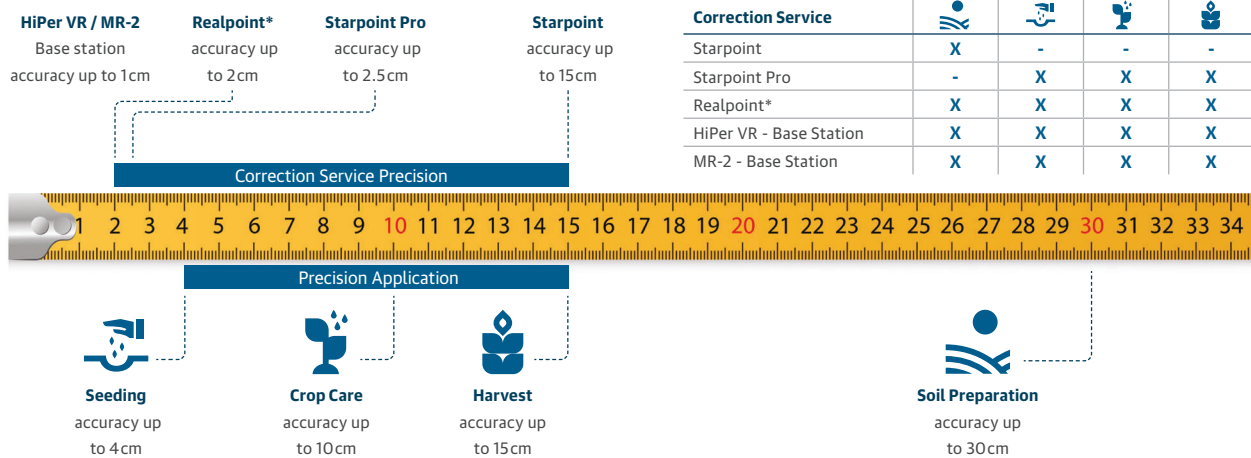 HiPer VR / MR-2
Base station
accuracy up to 1cm
Realpoint*
accuracy up
to 2cm
Starpoint Pro
accuracy up
to 2.5cm
Starpoint
accuracy up
to 15cm
Correction Service
Starpoint X - - -
Starpoint Pro - X X X
Realpoint* X X X X
HiPer VR - Base Station X X X X
MR-2 - Base Station X X X X
Correction Service Precision
1 2 3 4 5 6 7 8 9 10 11 12 13 14 15 16 17 18 19 20 21 22 23 24 25 26 27 28 29 30 31 32 33 34
Precision Application
Seeding
accuracy up
to 4cm
Crop Care
accuracy up
to 10cm
Harvest
accuracy up
to 15cm
Soil Preparation
accuracy up
to 30cm